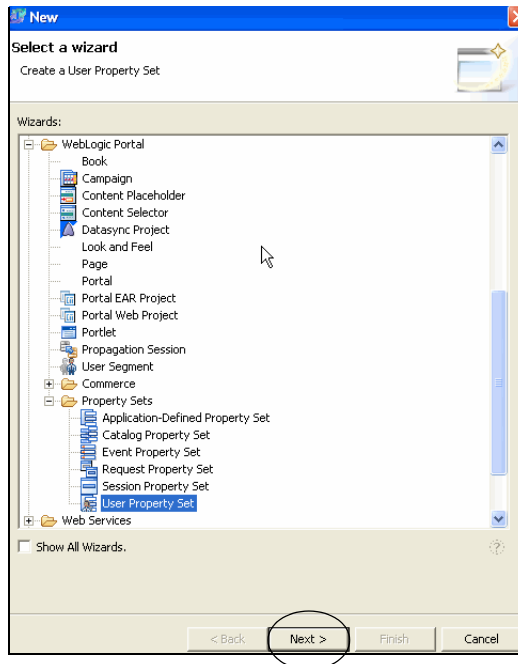 New
Select a wizard
Create a User Property Set
Wizards:
WebLogic Portal
Book
Campaign
Content Placeholder
Content Selector
Datasync Project
Look and Feel
Page
Portal
Portal EAR Project
Portal Web Project
Portlet
Propagation Session
User Segment
Commerce
Property Sets
Application-Defined Property Set
Catalog Property Set
Event Property Set
Request Property Set
Session Property Set
User Property Set
Web Services
Show All Wizards.
< Back Next > Finish Cancel